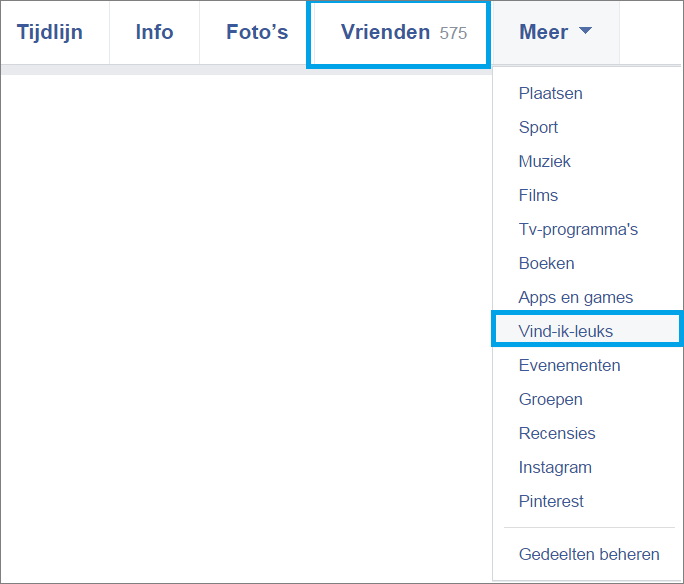 Tijdlijn Info Foto’s Vrienden 575 Meer
Plaatsen
Sport
Muziek
Films
Tv-programma's
Boeken
Apps en games
Vind-ik-leuks
Evenementen
Groepen
Recensies
Instagram
Pinterest
Gedeelten beheren